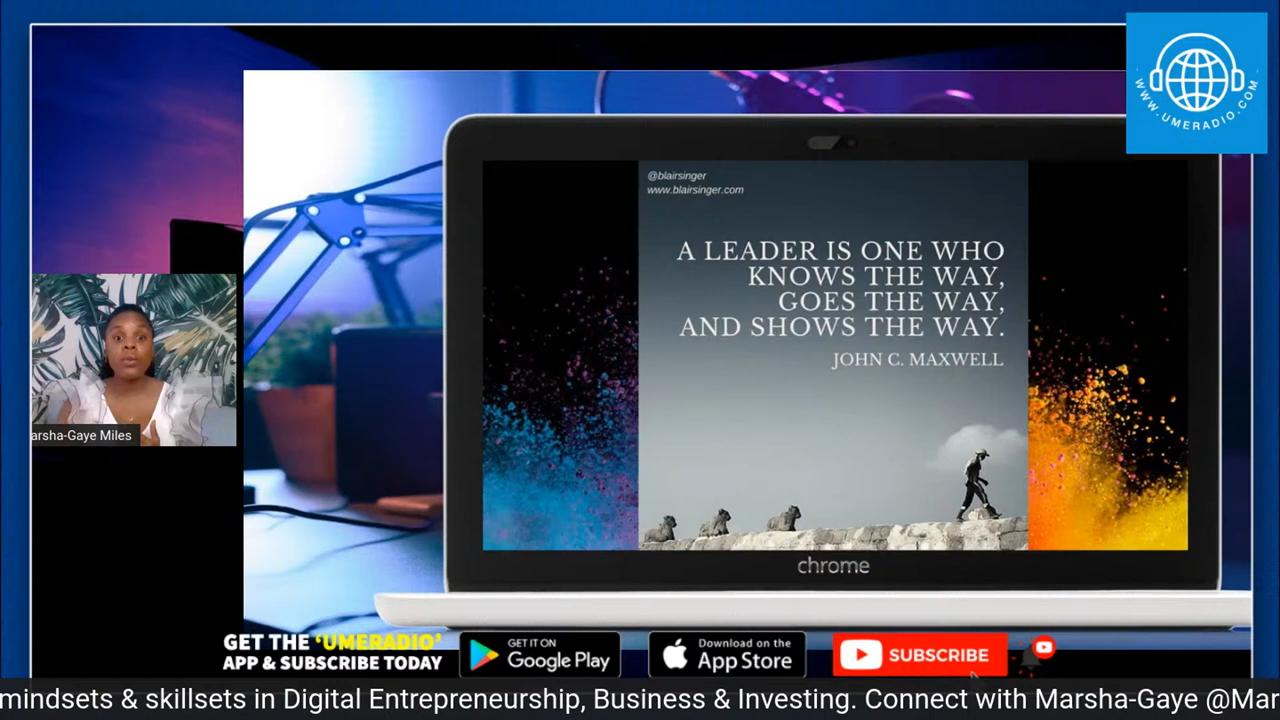 WWW.UMERADIO.COM
@blairsinger
www.blairsinger.com
A LEADER IS ONE WHO
KNOWS THE WAY,
GOES THE WAY,
AND SHOWS THE WAY.
JOHN C. MAXWELL
arsha-Gaye Miles
chrome
GET THE ‘UMERADIO’
APP & SUBSCRIBE TODAY
GET IT ON
Google Play
Download on the
App Store
SUBSCRIBE
mindsets & skillsets in Digital Entrepreneurship, Business & Investing. Connect with Marsha-Gaye @Mar